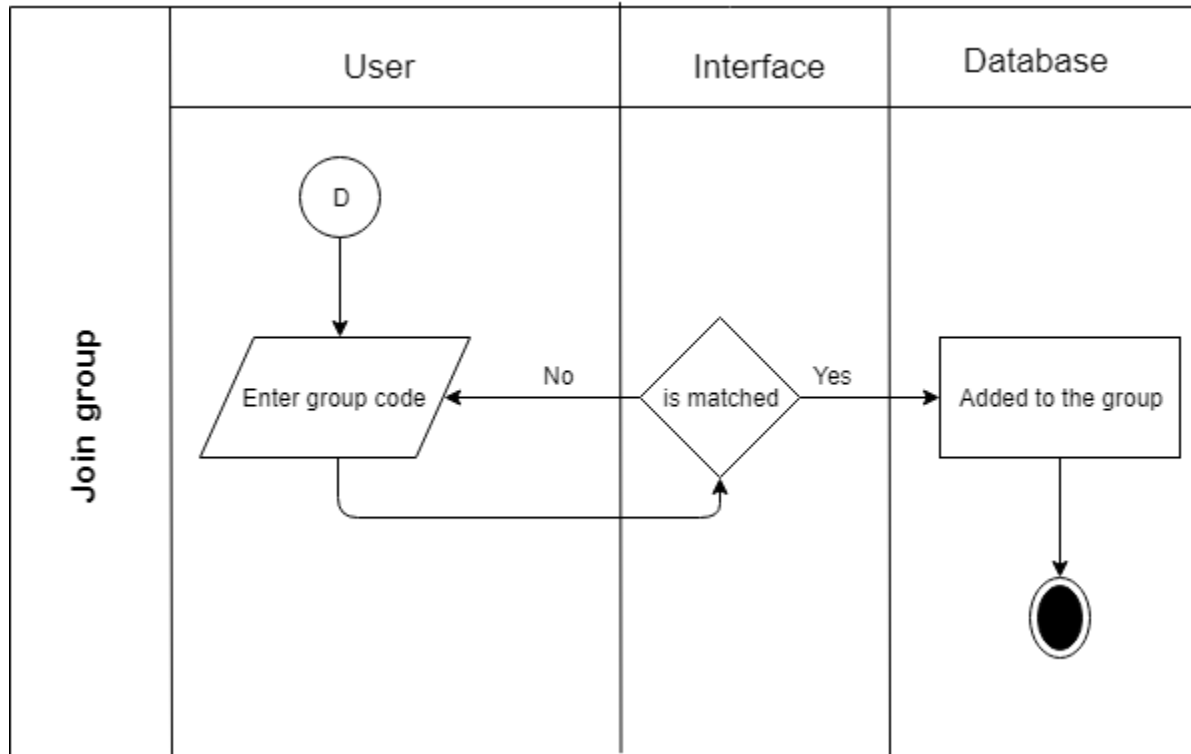 User
Interface
Database
D
Join group
Enter group code
No
is matched
Yes
Added to the group